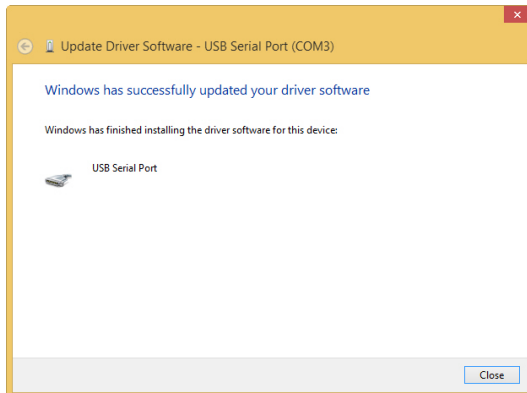 Update Driver Software - USB Serial Port (COM3)
Windows has successfully updated your driver software
Windows has finished installing the driver software for this device:
USB Serial Port
Close